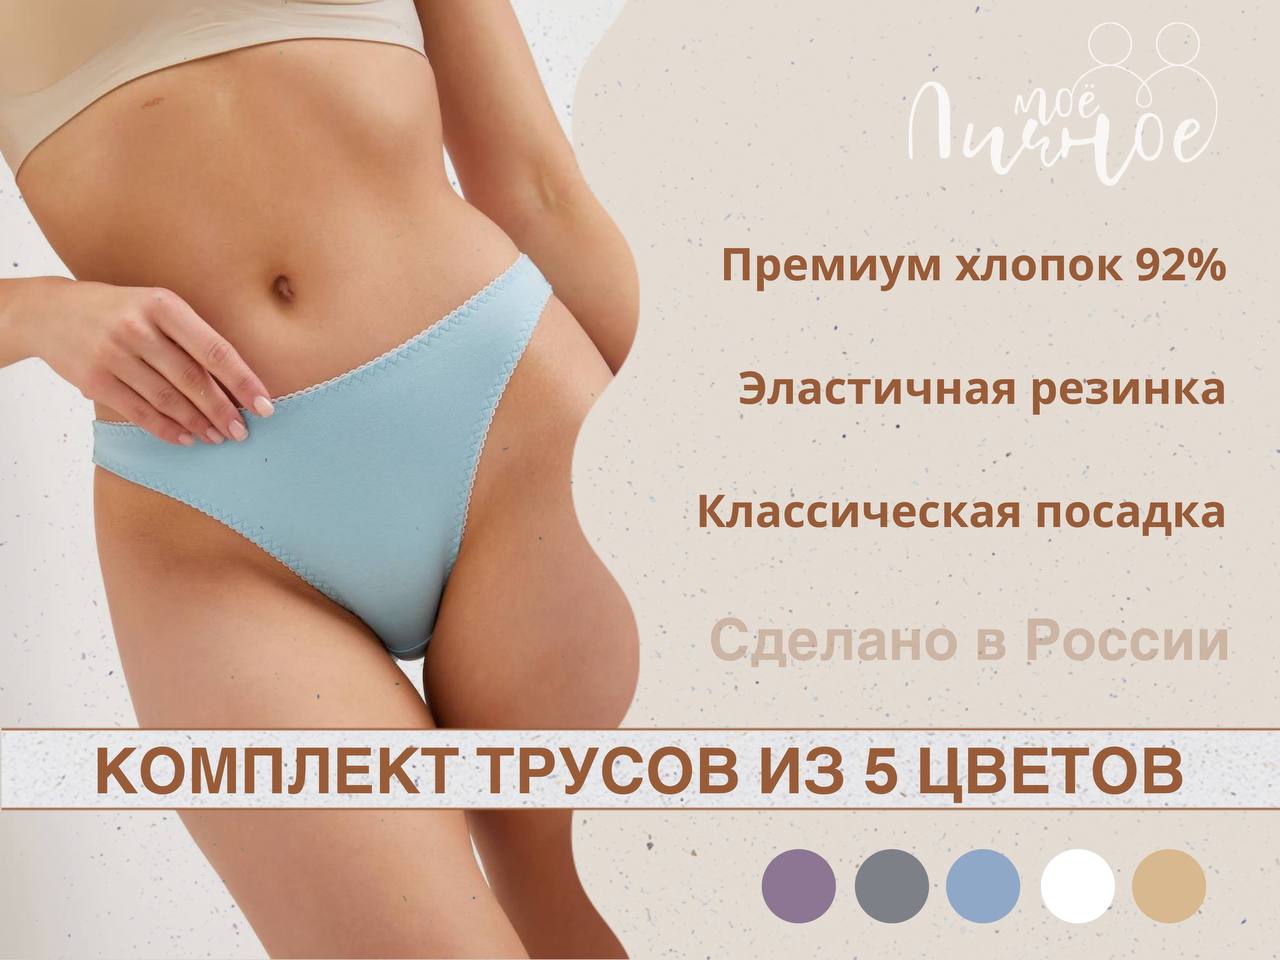 моё
Личное
Премиум хлопок 92%
Эластичная резинка
Классическая посадка
Сделано в России
КОМПЛЕКТ ТРУСОВ ИЗ 5 ЦВЕТОВ